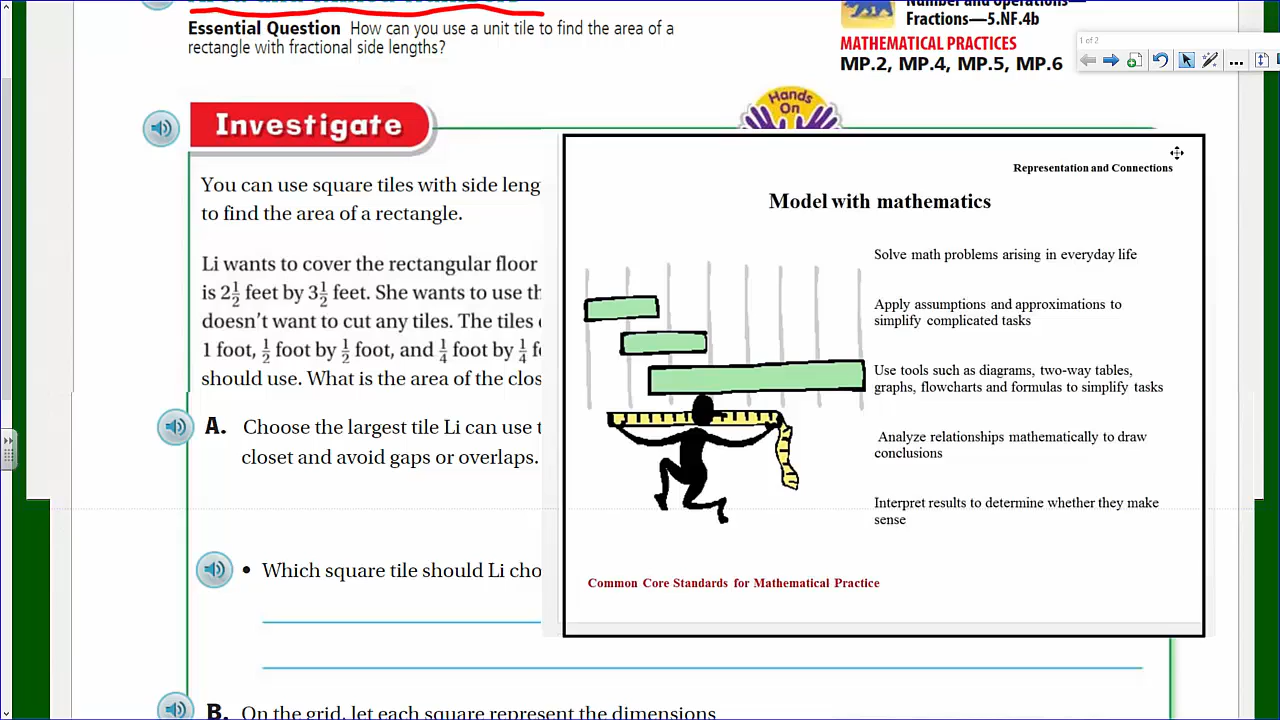 Essential Question How can you use a unit tile to find the area of a
rectangle with fractional side lengths?
Number and Operations—
Fractions—5.NF.4b
MATHEMATICAL PRACTICES
MP.2, MP.4, MP.5, MP.6
1 of 2
Hands
On
Investigate
You can use square tiles with side leng
to find the area of a rectangle.
Li wants to cover the rectangular floor
is 2 1/2 feet by 3 1/2 feet. She wants to use th
doesn't want to cut any tiles. The tiles
1 foot, 1/2 foot by 1/2 foot, and 1/4 foot by 1/4 f
should use. What is the area of the clos
A. Choose the largest tile Li can use t
closet and avoid gaps or overlaps.
• Which square tile should Li cho
B. On the grid, let each square represent the dimensions
Representation and Connections
Model with mathematics
Solve math problems arising in everyday life
Apply assumptions and approximations to
simplify complicated tasks
Use tools such as diagrams, two-way tables,
graphs, flowcharts and formulas to simplify tasks
Analyze relationships mathematically to draw
conclusions
Interpret results to determine whether they make
sense
Common Core Standards for Mathematical Practice